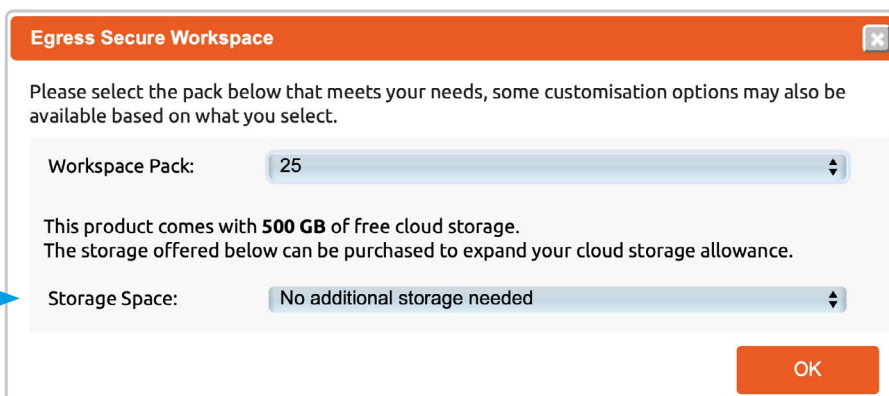 Egress Secure Workspace
Please select the pack below that meets your needs, some customisation options may also be
available based on what you select.
Workspace Pack: 25
This product comes with 500 GB of free cloud storage.
The storage offered below can be purchased to expand your cloud storage allowance.
Storage Space: No additional storage needed
OK